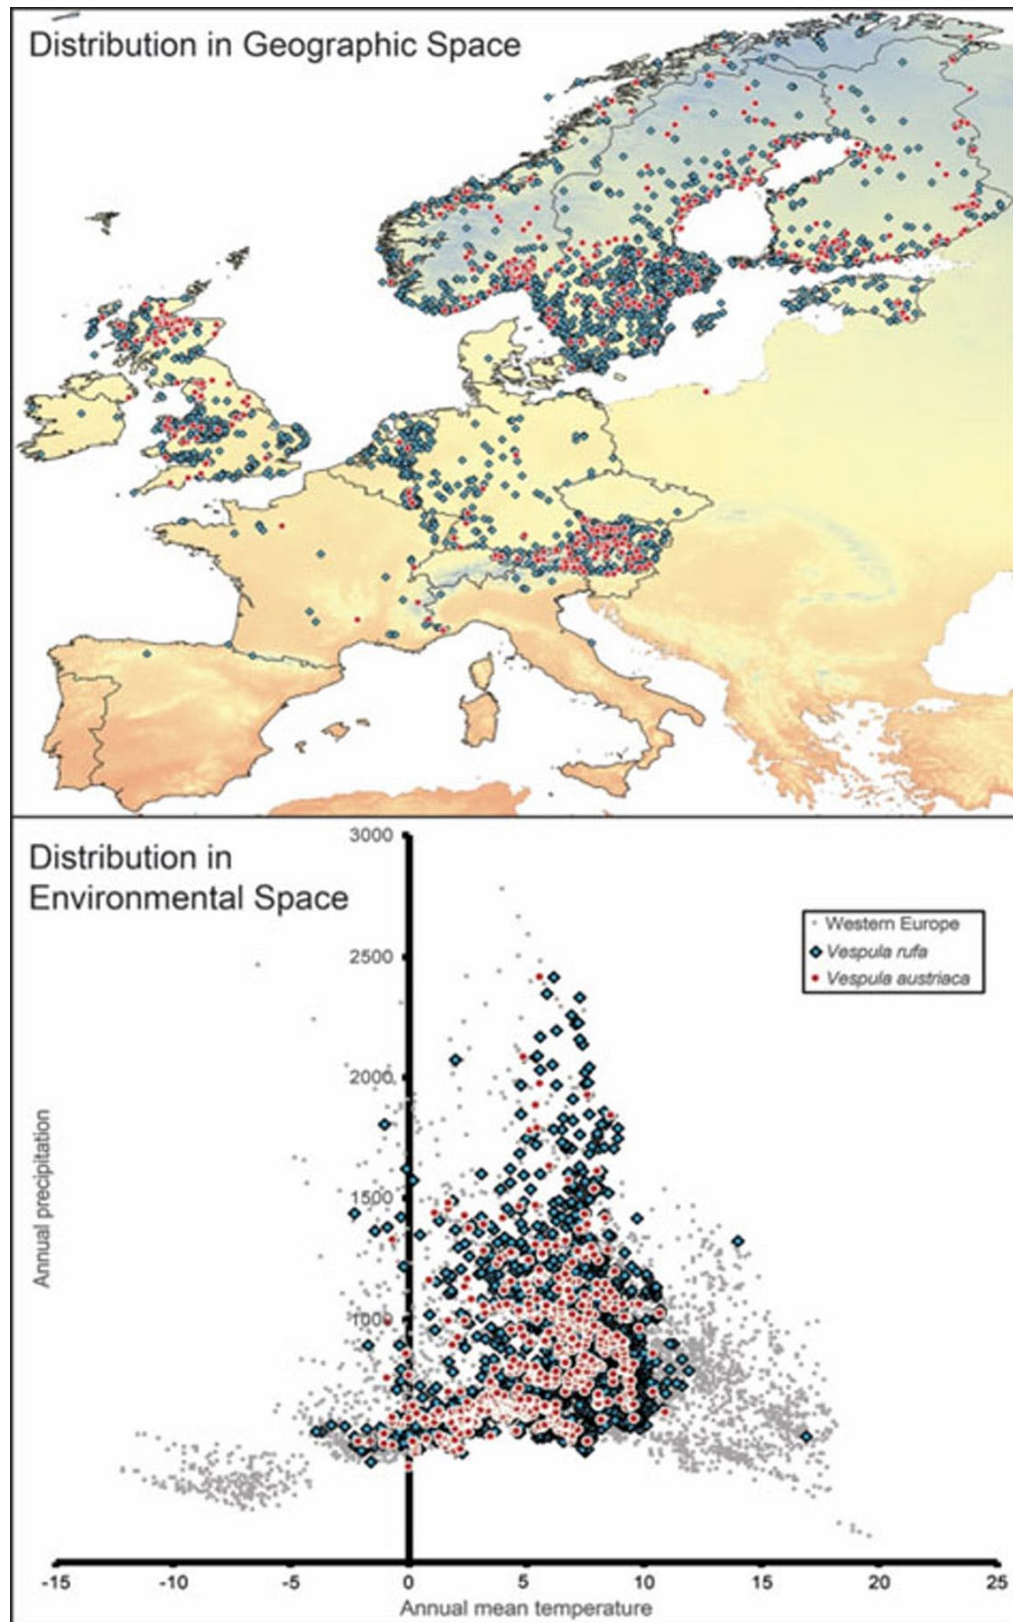 Distribution in Geographic Space
Distribution in
Environmental Space
3000
2500
2000
1500
1000
Annual precipitation
Western Europe
Vespula rufa
Vespula austriaca
-15 -10 -5 0 5 10 15 20 25
Annual mean temperature